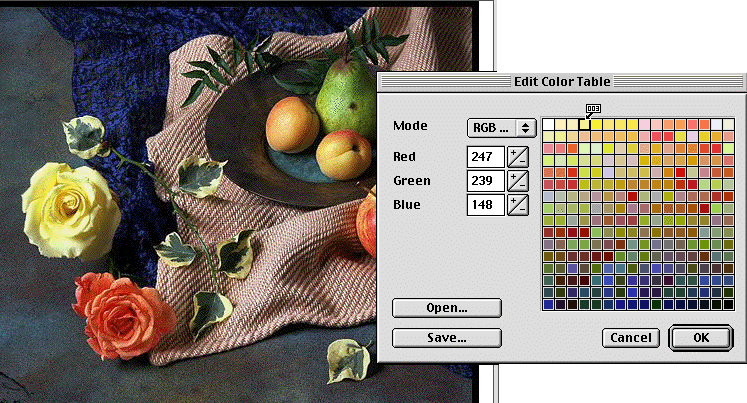 Edit Color Table
003
Mode RGB ...
Red 247
Green 239
Blue 148
Open...
Save...
Cancel OK